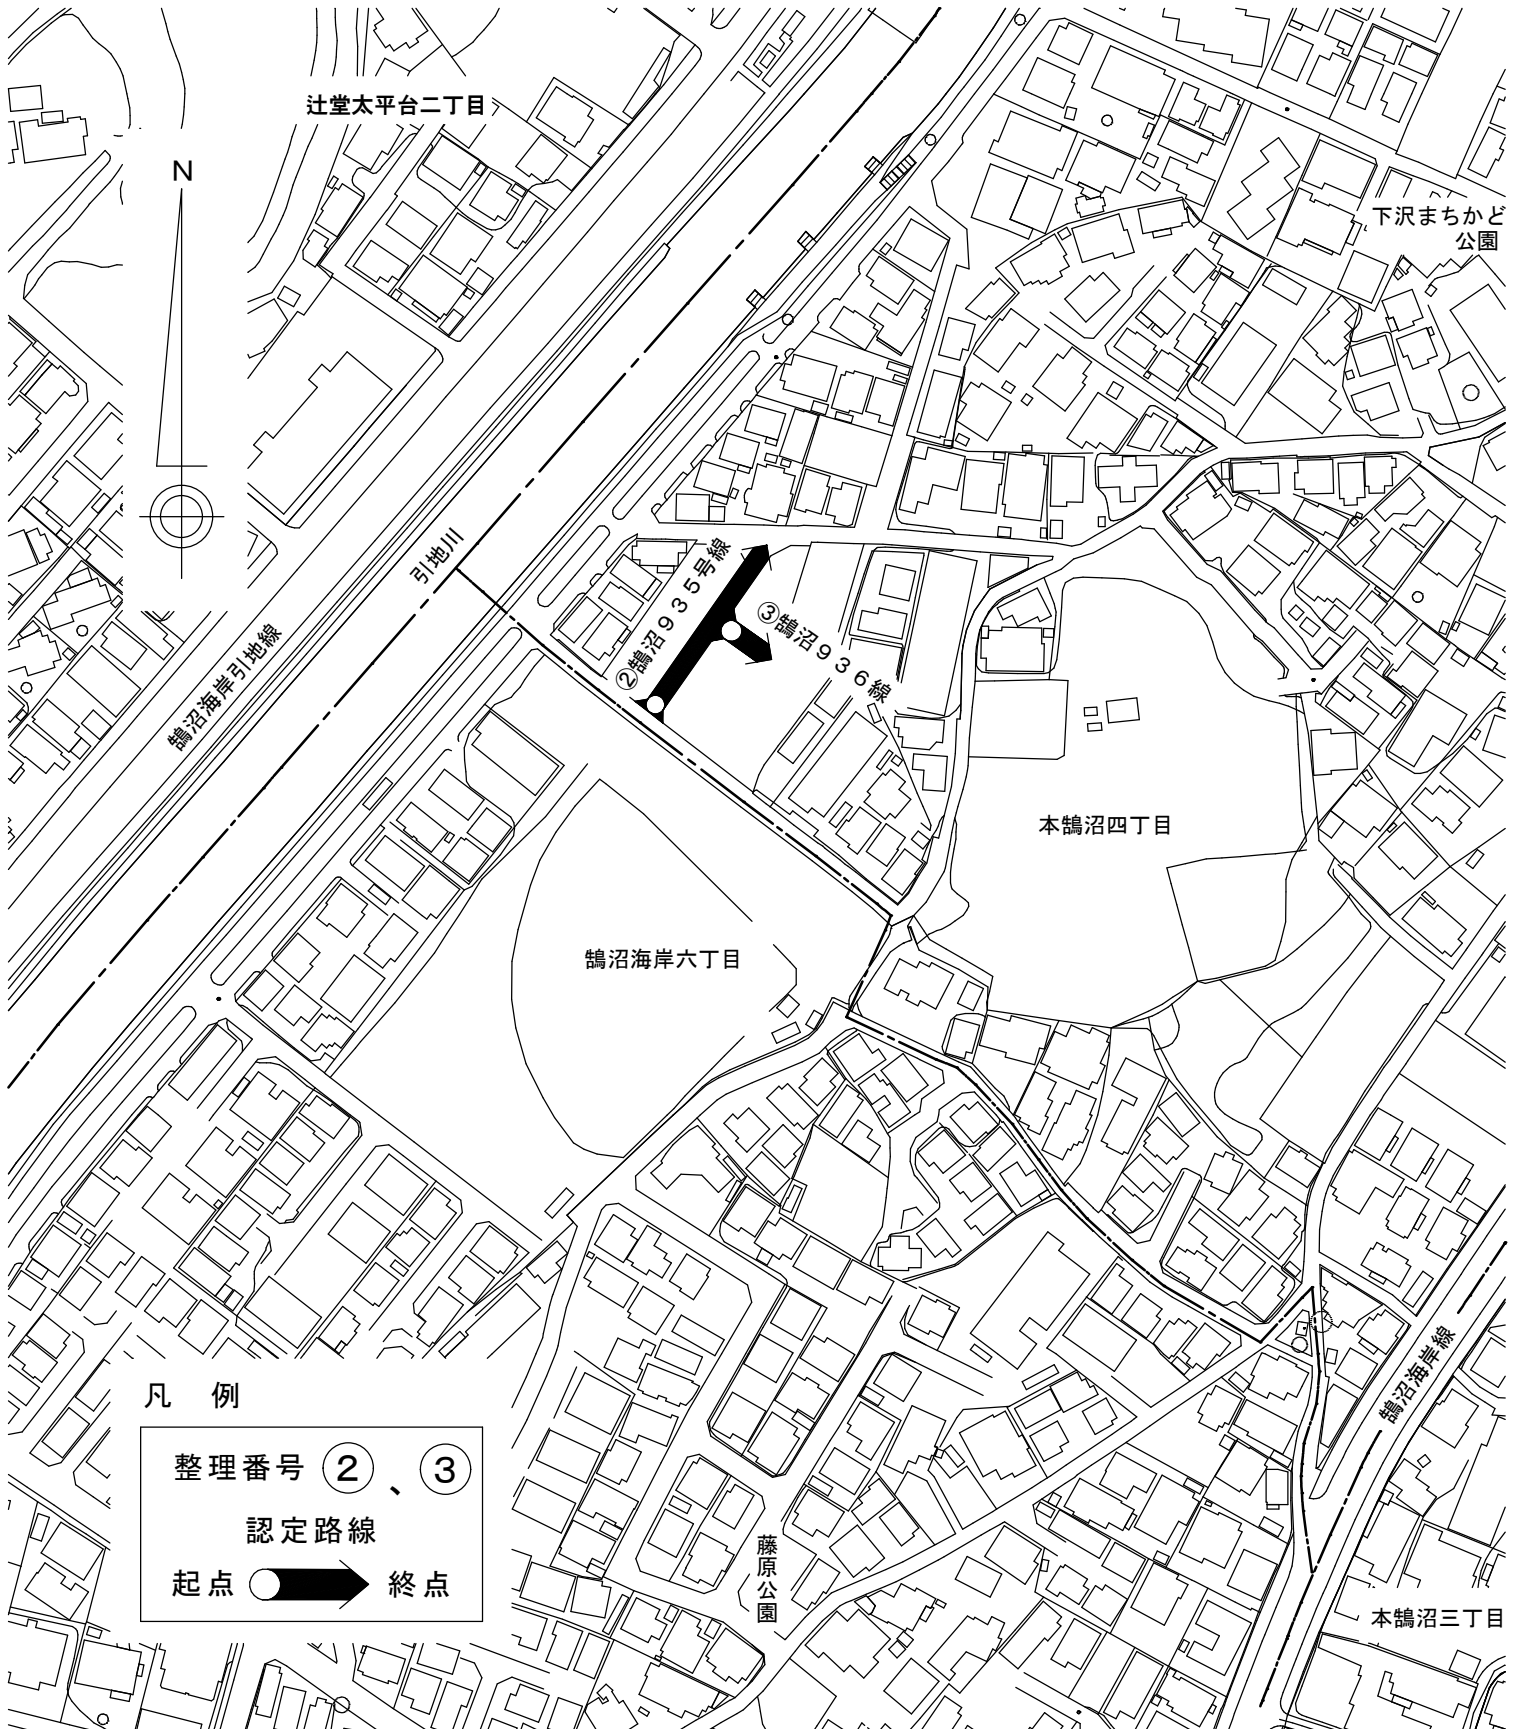 辻堂太平台二丁目
N
下沢まちかど
公園
引地川
②鵠沼９３５号線
③鵠沼９３６線
鵠沼海岸引地線
本鵠沼四丁目
鵠沼海岸六丁目
鵠沼海岸線
凡　例
整理番号 ② 、 ③
認定路線
起点 終点
藤原公園
本鵠沼三丁目